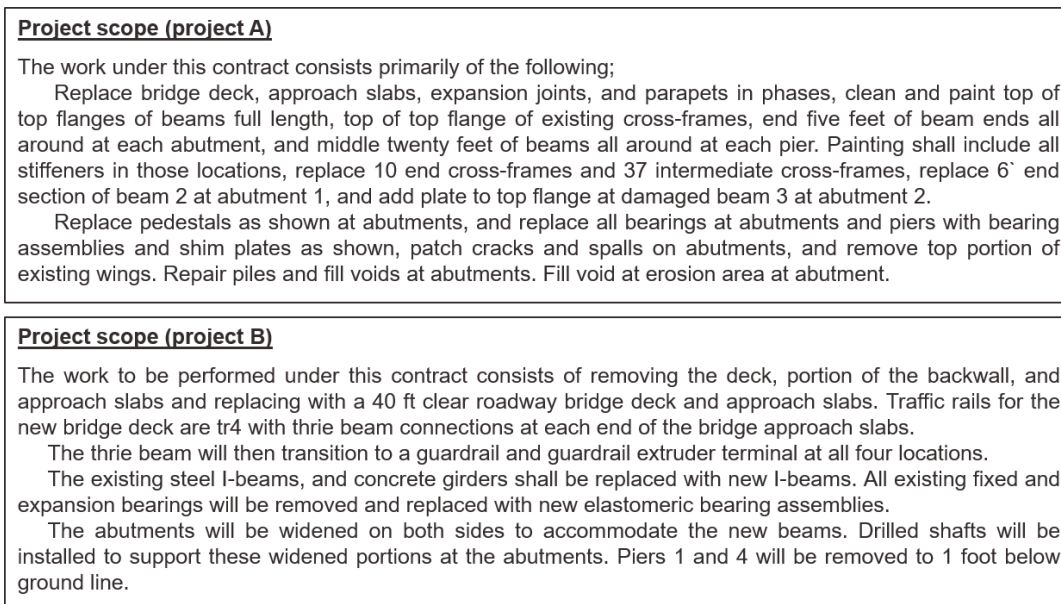 Project scope (project A)
The work under this contract consists primarily of the following;
Replace bridge deck, approach slabs, expansion joints, and parapets in phases, clean and paint top of
top flanges of beams full length, top of top flange of existing cross-frames, end five feet of beam ends all
around at each abutment, and middle twenty feet of beams all around at each pier. Painting shall include all
stiffeners in those locations, replace 10 end cross-frames and 37 intermediate cross-frames, replace 6` end
section of beam 2 at abutment 1, and add plate to top flange at damaged beam 3 at abutment 2.
Replace pedestals as shown at abutments, and replace all bearings at abutments and piers with bearing
assemblies and shim plates as shown, patch cracks and spalls on abutments, and remove top portion of
existing wings. Repair piles and fill voids at abutments. Fill void at erosion area at abutment.
Project scope (project B)
The work to be performed under this contract consists of removing the deck, portion of the backwall, and
approach slabs and replacing with a 40 ft clear roadway bridge deck and approach slabs. Traffic rails for the
new bridge deck are tr4 with thrie beam connections at each end of the bridge approach slabs.
The thrie beam will then transition to a guardrail and guardrail extruder terminal at all four locations.
The existing steel I-beams, and concrete girders shall be replaced with new I-beams. All existing fixed and
expansion bearings will be removed and replaced with new elastomeric bearing assemblies.
The abutments will be widened on both sides to accommodate the new beams. Drilled shafts will be
installed to support these widened portions at the abutments. Piers 1 and 4 will be removed to 1 foot below
ground line.